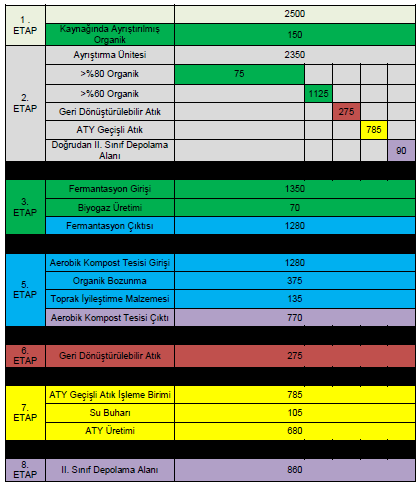 2500
1. ETAP
Kaynağında Ayrıştırılmış Organik 150
2. ETAP
Ayrıştırma Ünitesi 2350
>%80 Organik 75
>%60 Organik 1125
Geri Dönüştürülebilir Atık 275
ATY Geçişli Atık 785
Doğrudan II. Sınıf Depolama Alanı 90
3. ETAP
Fermantasyon Girişi 1350
Biyogaz Üretimi 70
Fermantasyon Çıktısı 1280
5. ETAP
Aerobik Kompost Tesisi Girişi 1280
Organik Bozunma 375
Toprak İyileştirme Malzemesi 135
Aerobik Kompost Tesisi Çıktı 770
6. ETAP
Geri Dönüştürülebilir Atık 275
7. ETAP
ATY Geçişli Atık İşleme Birimi 785
Su Buharı 105
ATY Üretimi 680
8. ETAP
II. Sınıf Depolama Alanı 860